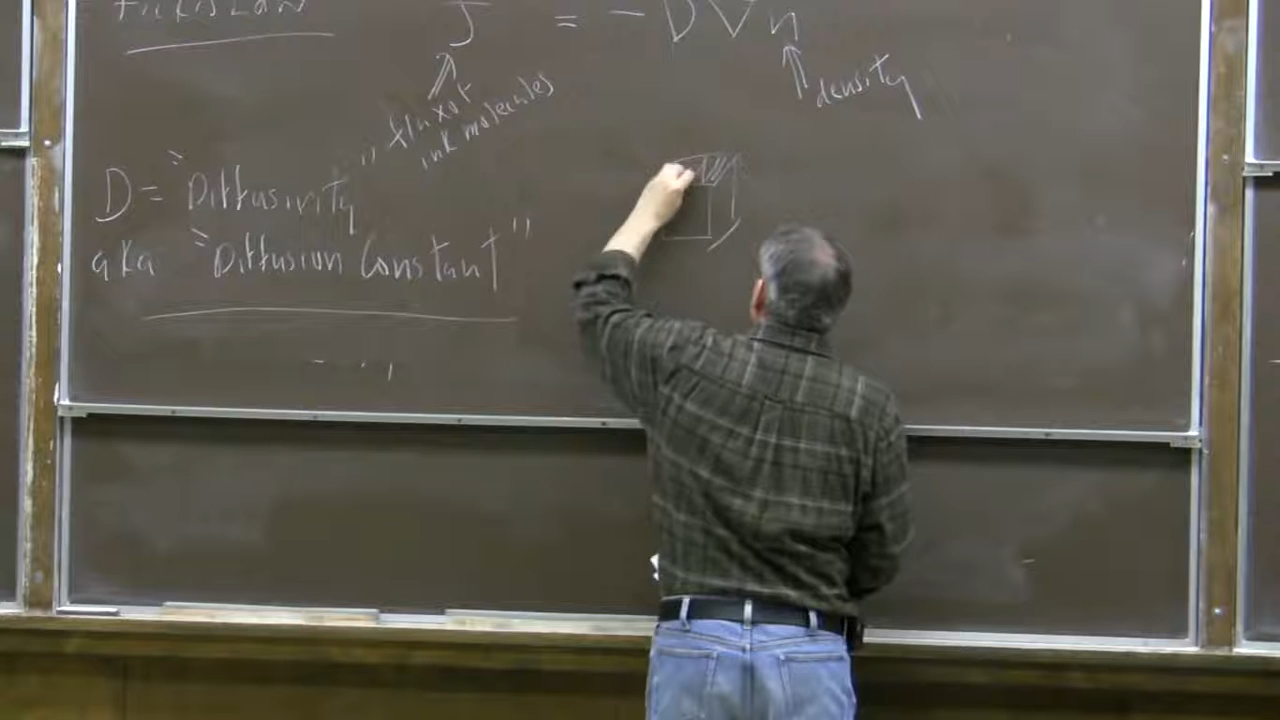 Fick's Law
J = - D ∇ n
flux of
ink molecules
density
D = "Diffusivity"
aka "Diffusion Constant"